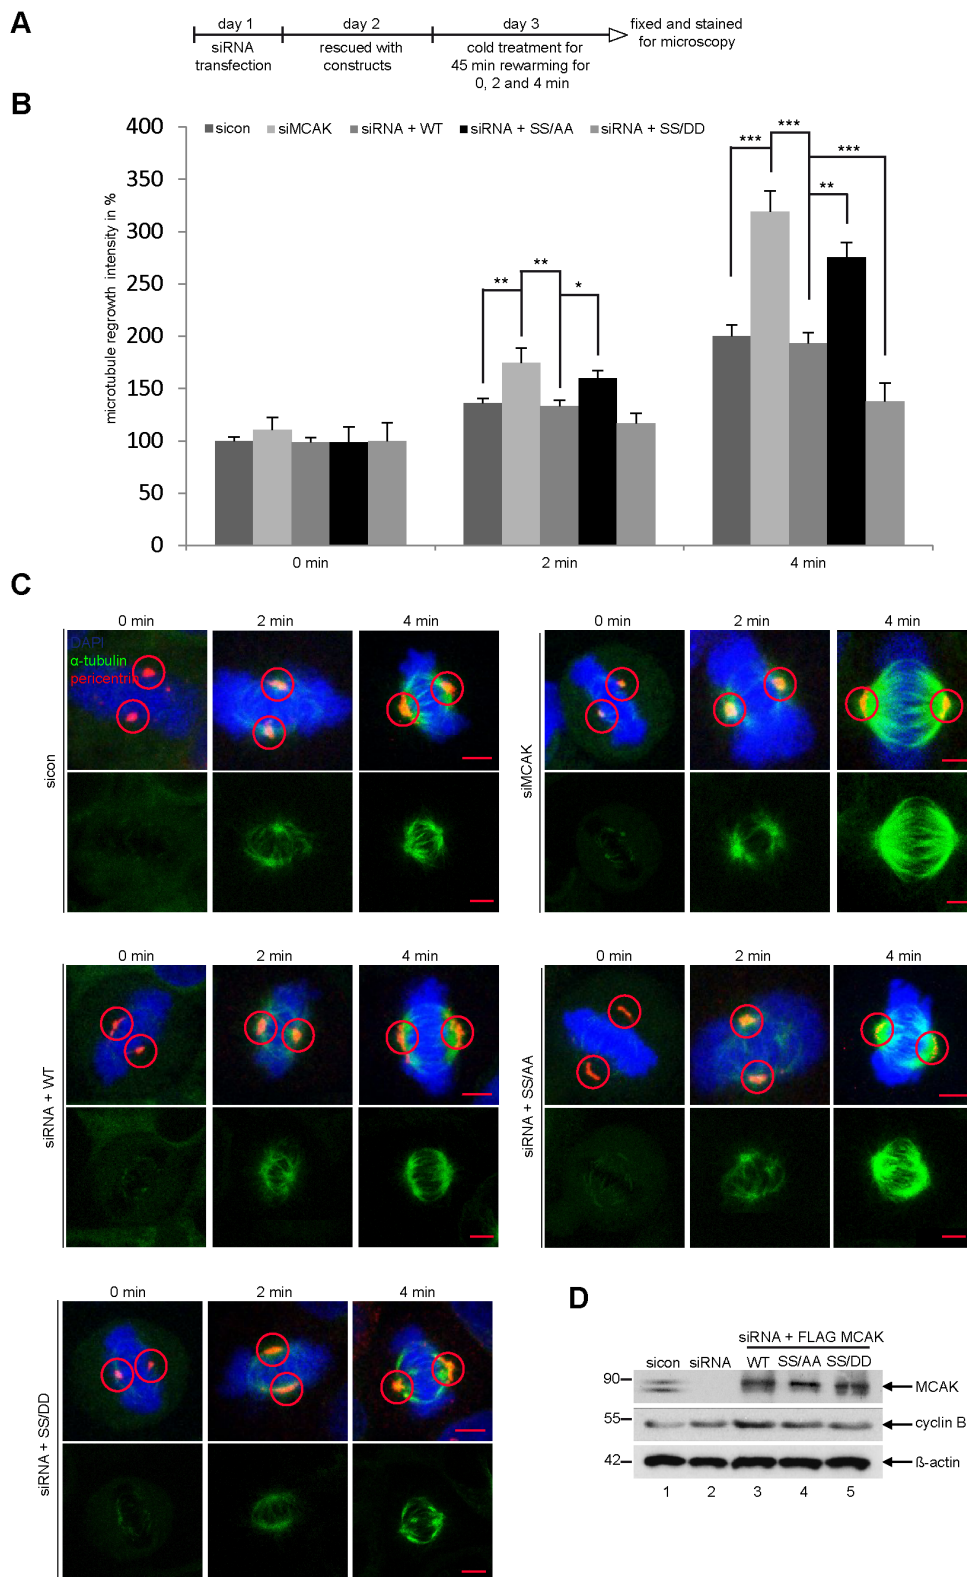 A
day 1
day 2
day 3
siRNA
transfection
rescued with
constructs
cold treatment for
45 min rewarming for
0, 2 and 4 min
fixed and stained
for microscopy
B
sicon siMCAK siRNA + WT siRNA + SS/AA siRNA + SS/DD
microtubule regrowth intensity in %
400
350
300
250
200
150
100
50
0
** ** *
*** *** *** **
0 min 2 min 4 min
C
0 min 2 min 4 min
DAPI
α-tubulin
pericentrin
sicon
0 min 2 min 4 min
siMCAK
0 min 2 min 4 min
siRNA + WT
0 min 2 min 4 min
siRNA + SS/AA
0 min 2 min 4 min
siRNA + SS/DD
D
siRNA + FLAG MCAK
sicon siRNA WT SS/AA SS/DD
90 MCAK
55 cyclin B
42 ß-actin
1 2 3 4 5